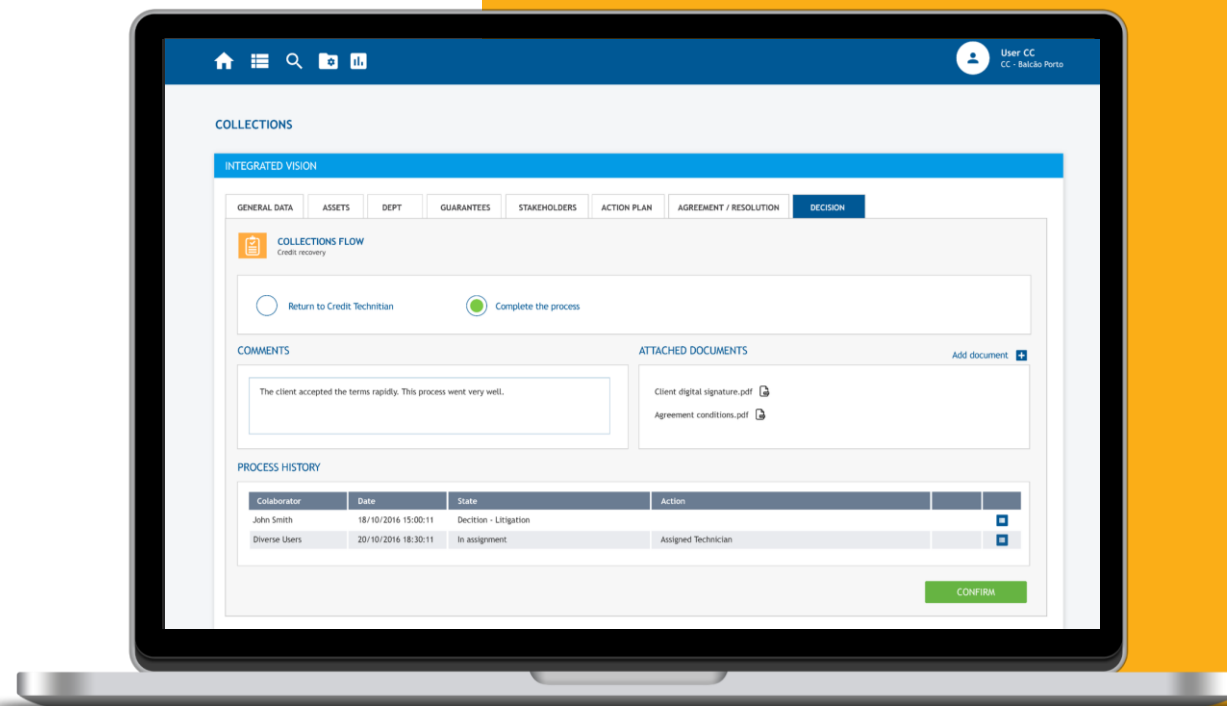 User CC
CC - Balcão Porto
COLLECTIONS
INTEGRATED VISION
GENERAL DATA ASSETS DEPT GUARANTEES STAKEHOLDERS ACTION PLAN AGREEMENT / RESOLUTION DECISION
COLLECTIONS FLOW
Credit recovery
Return to Credit Technitian Complete the process
COMMENTS ATTACHED DOCUMENTS Add document
The client accepted the terms rapidly. This process went very well.
Client digital signature.pdf
Agreement conditions.pdf
PROCESS HISTORY
Colaborator Date State Action
John Smith 18/10/2016 15:00:11 Decition - Litigation
Diverse Users 20/10/2016 18:30:11 In assignment Assigned Technician
CONFIRM